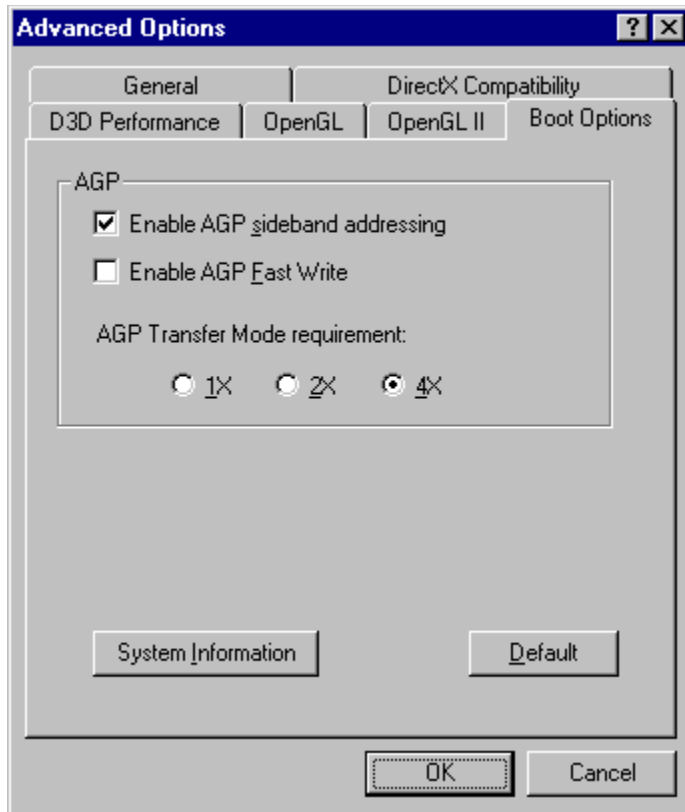 Advanced Options
General DirectX Compatibility
D3D Performance OpenGL OpenGL II Boot Options
AGP
Enable AGP sideband addressing
Enable AGP Fast Write
AGP Transfer Mode requirement:
1X 2X 4X
System Information Default
OK Cancel